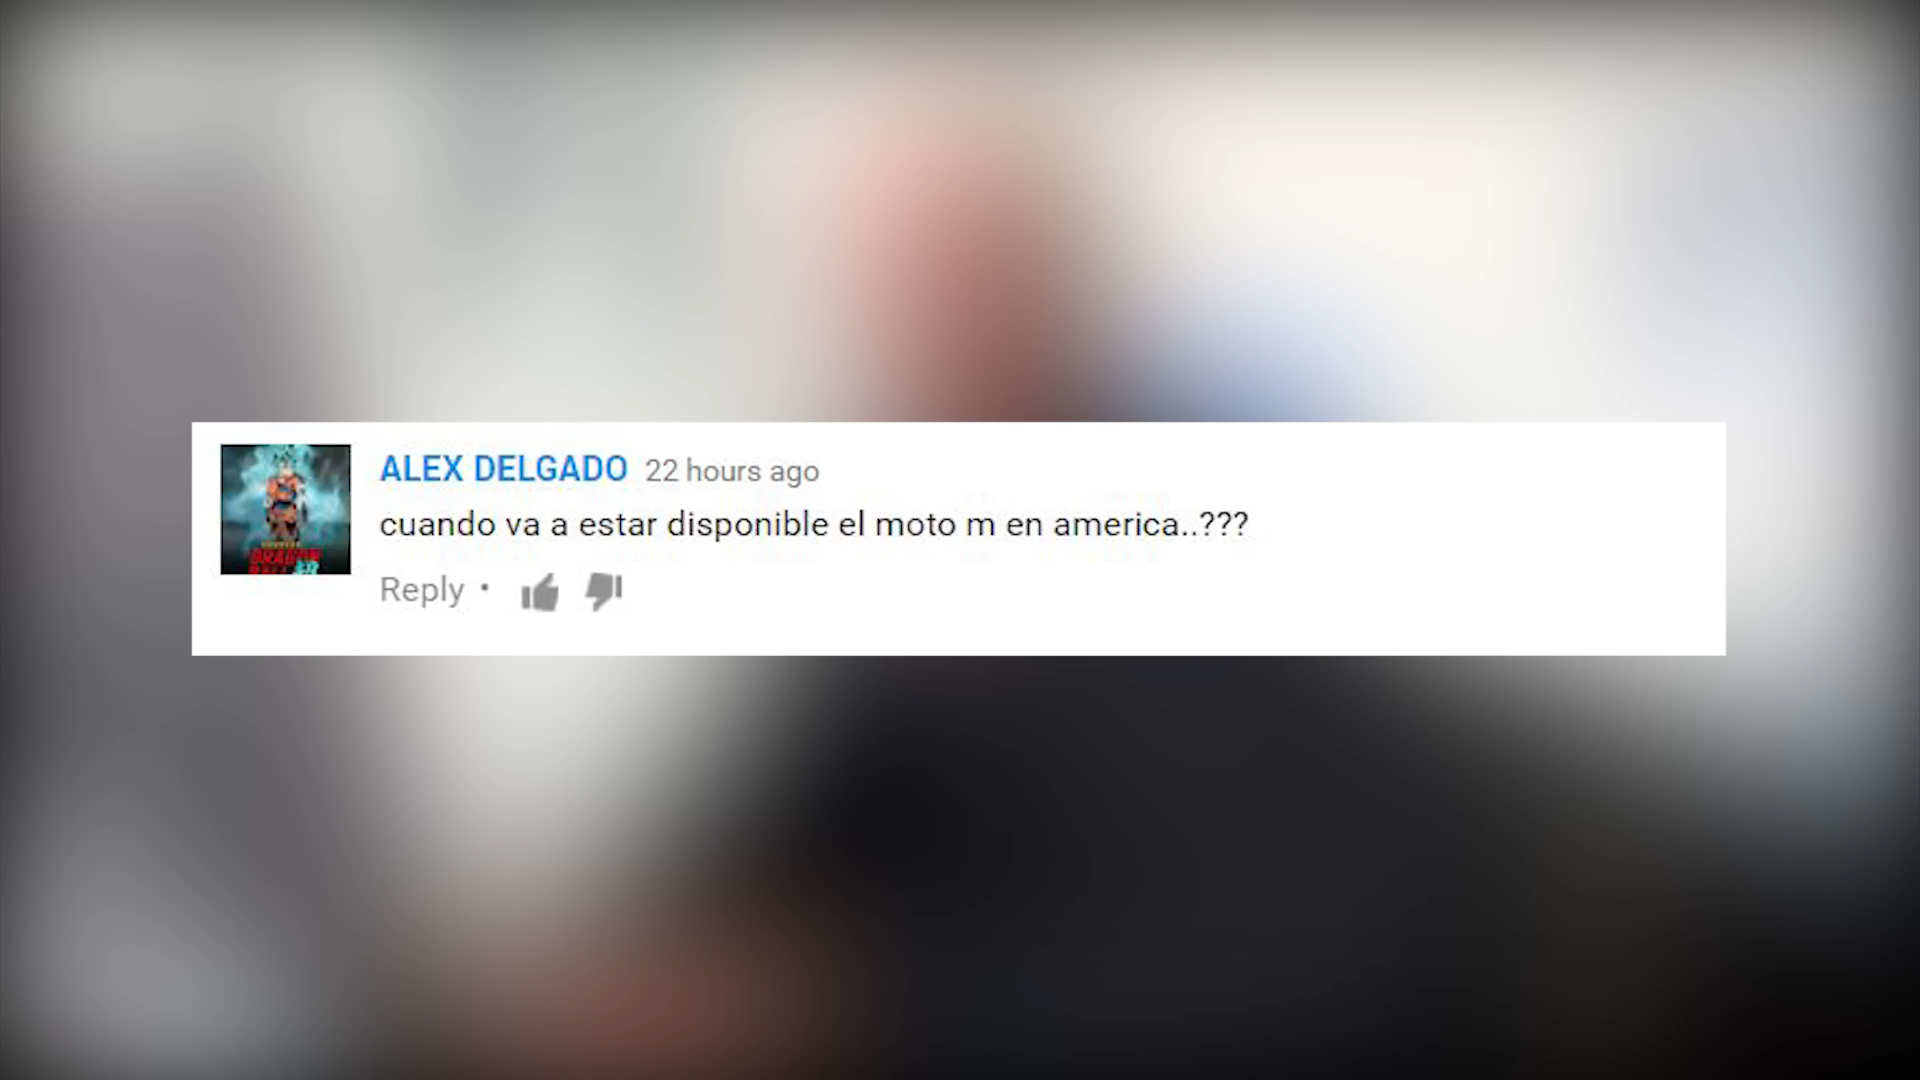 ALEX DELGADO 22 hours ago
cuando va a estar disponible el moto m en america..???
Reply •